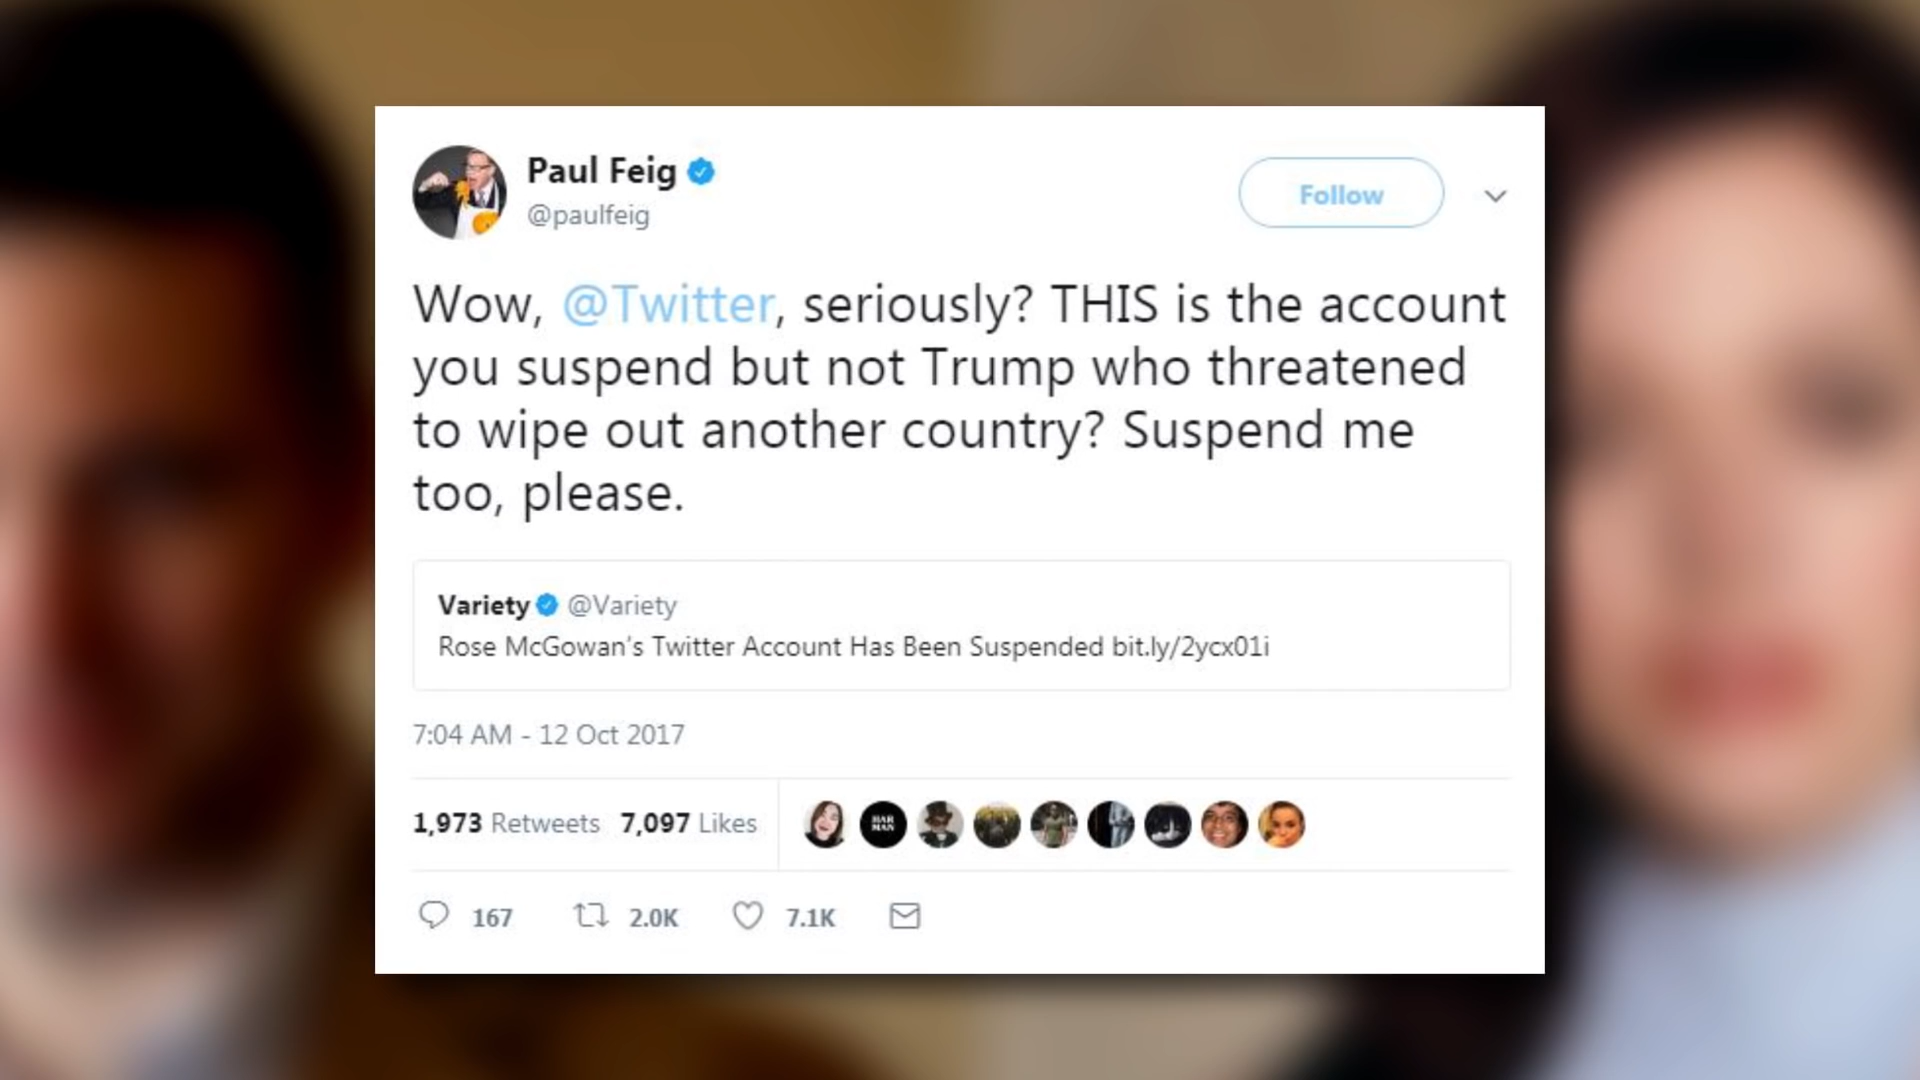 Paul Feig
@paulfeig
Follow
Wow, @Twitter, seriously? THIS is the account
you suspend but not Trump who threatened
to wipe out another country? Suspend me
too, please.
Variety @Variety
Rose McGowan's Twitter Account Has Been Suspended bit.ly/2ycx01i
7:04 AM - 12 Oct 2017
1,973 Retweets 7,097 Likes
HAR
MAN
167 2.0K 7.1K